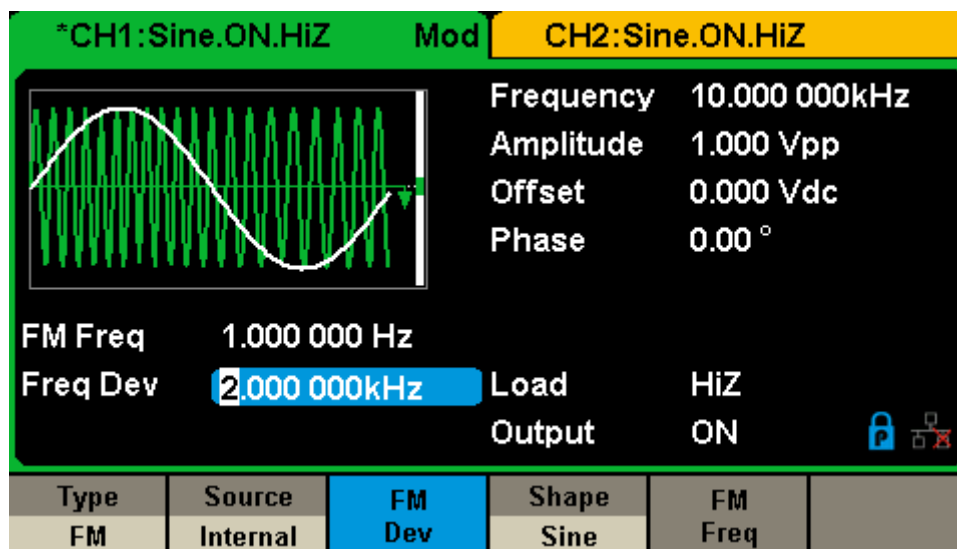 *CH1:Sine.ON.HiZ Mod CH2:Sine.ON.HiZ
Frequency 10.000 000kHz
Amplitude 1.000 Vpp
Offset 0.000 Vdc
Phase 0.00 °
FM Freq 1.000 000 Hz
Freq Dev 2.000 000kHz Load HiZ
Output ON
P
Type Source FM Shape FM
FM Internal Dev Sine Freq